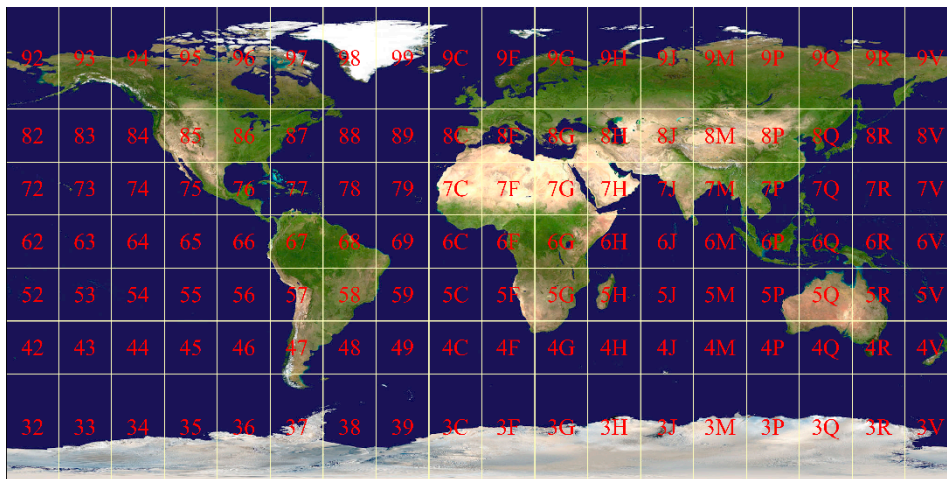 92 93 94 95 96 97 98 99 9C 9F 9G 9H 9J 9M 9P 9Q 9R 9V
82 83 84 85 86 87 88 89 8C 8F 8G 8H 8J 8M 8P 8Q 8R 8V
72 73 74 75 76 77 78 79 7C 7F 7G 7H 7J 7M 7P 7Q 7R 7V
62 63 64 65 66 67 68 69 6C 6F 6G 6H 6J 6M 6P 6Q 6R 6V
52 53 54 55 56 57 58 59 5C 5F 5G 5H 5J 5M 5P 5Q 5R 5V
42 43 44 45 46 47 48 49 4C 4F 4G 4H 4J 4M 4P 4Q 4R 4V
32 33 34 35 36 37 38 39 3C 3F 3G 3H 3J 3M 3P 3Q 3R 3V